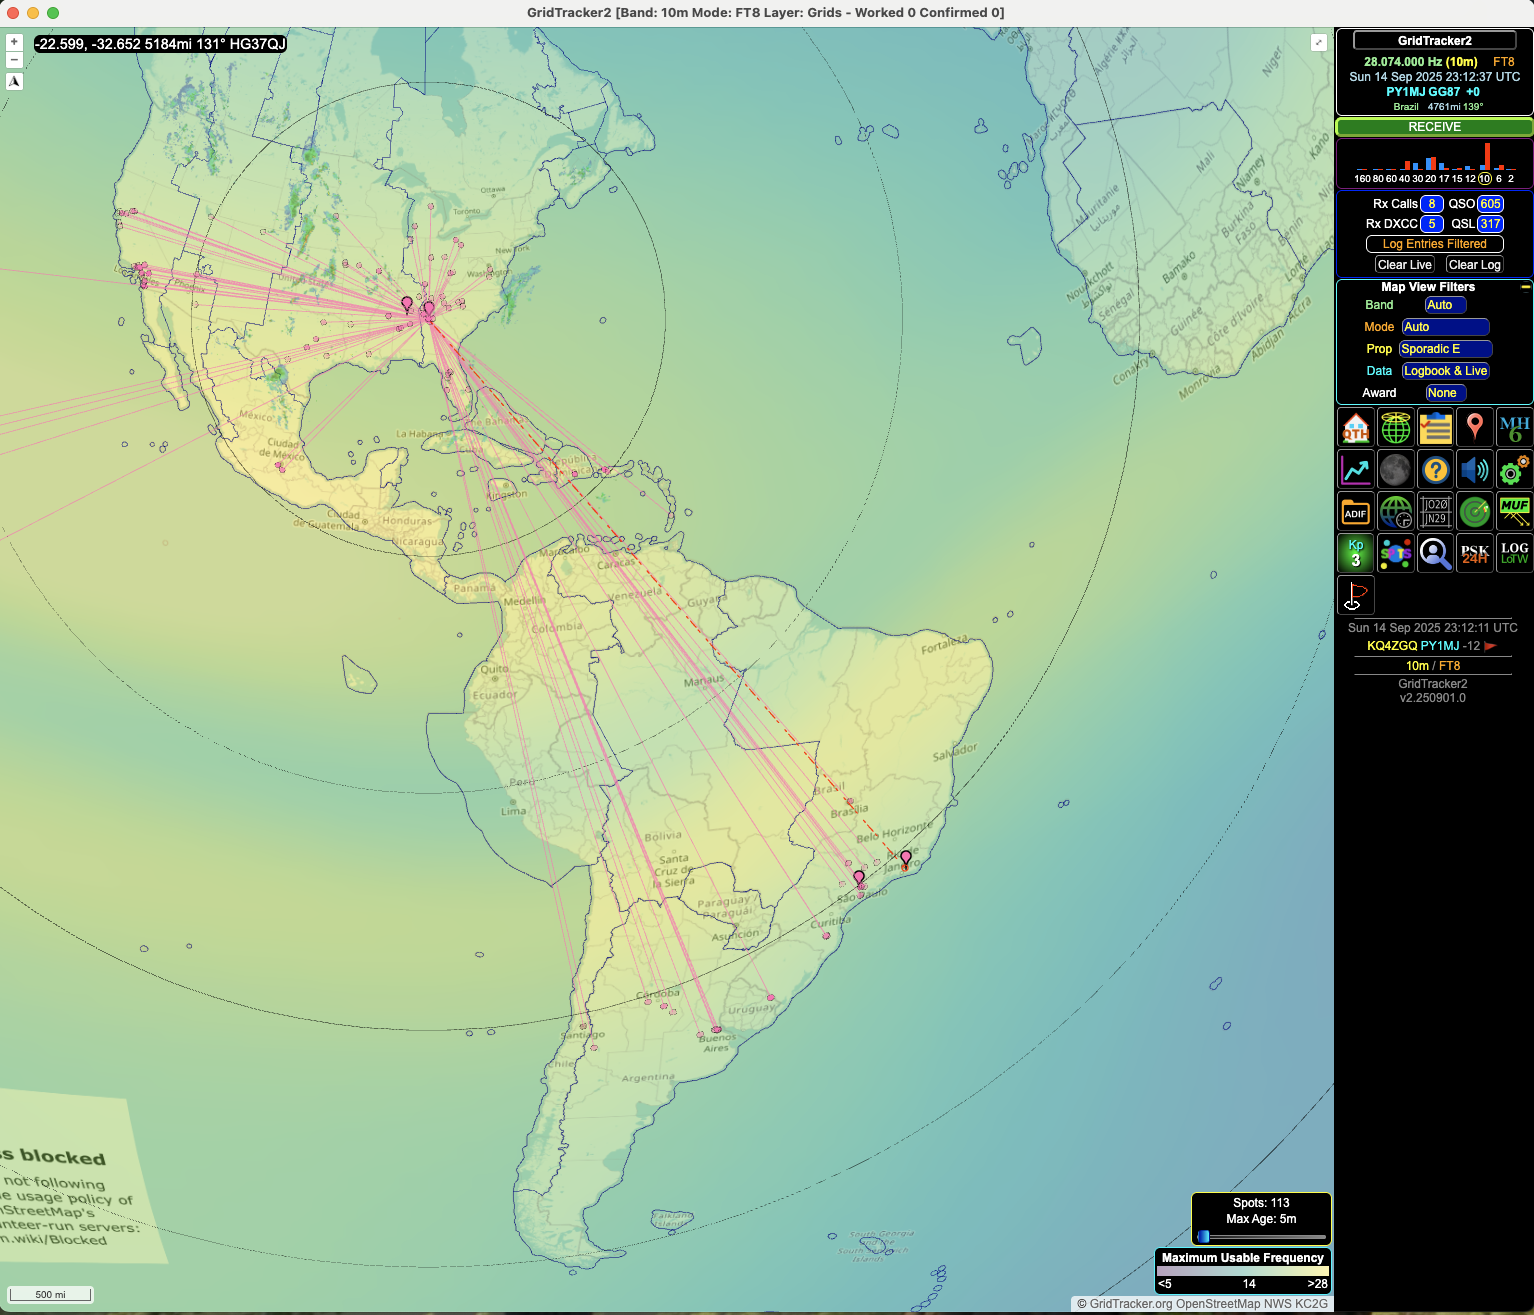 GridTracker2 [Band: 10m Mode: FT8 Layer: Grids - Worked 0 Confirmed 0]
+
-22.599, -32.652 5184mi 131° HG37QJ
−
Ottawa
Toronto
New York
Washington
United States
Phoenix
México
Ciudad
de México
La Habana
The Bahamas
Cuba
República
Dominicana
Kingston
Ciudad
de Guatemala
Honduras
Nicaragua
Panamá
Maracaibo
Caracas
Venezuela
Guyana
Medellín
Colombia
Quito
Ecuador
Manaus
Fortaleza
Salvador
Perú
Lima
Brasil
Brasília
Belo Horizonte
Rio de
Janeiro
São Paulo
Curitiba
Bolivia
Santa
Cruz de
la Sierra
Paraguay /
Paraguái
Asunción
Córdoba
Uruguay
Santiago
Buenos
Aires
Chile
Argentina
Falkland
Islands
South Georgia
and the
South Sandwich
Islands
Algérie
Niger
Mali
Niamey
Kano
Mauritanie
موريتانيا
Burkina
Faso
Benin
Bamako
Nouakchott
Sénégal
Guinée
Côte d'Ivoire
Lomé
Accra
Abidjan
Conakry
Monrovia
ss blocked
not following
e usage policy of
nStreetMap's
nteer-run servers:
n.wiki/Blocked
500 mi
Spots: 113
Max Age: 5m
Maximum Usable Frequency
<5 14 >28
© GridTracker.org OpenStreetMap NWS KC2G
GridTracker2
28.074.000 Hz (10m) FT8
Sun 14 Sep 2025 23:12:37 UTC
PY1MJ GG87 +0
Brazil 4761mi 139°
RECEIVE
160 80 60 40 30 20 17 15 12 10 6 2
Rx Calls 8 QSO 605
Rx DXCC 5 QSL 317
Log Entries Filtered
Clear Live Clear Log
Map View Filters
Band Auto
Mode Auto
Prop Sporadic E
Data Logbook & Live
Award None
QTH
MH
6
?
ADIF
JO20
JN29
MUF
Kp
3
SPOTS
PSK
24H
LOG
LoTW
Sun 14 Sep 2025 23:12:11 UTC
KQ4ZGQ PY1MJ -12
10m / FT8
GridTracker2
v2.250901.0